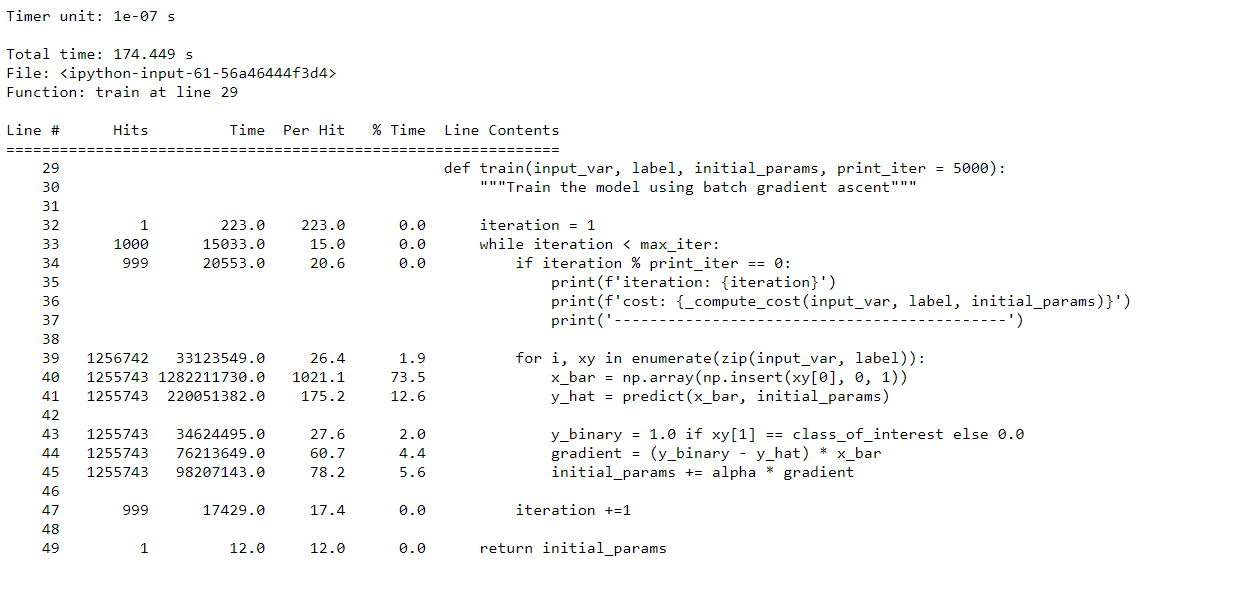 Timer unit: 1e-07 s
Total time: 174.449 s
File: <ipython-input-61-56a46444f3d4>
Function: train at line 29
Line #      Hits         Time  Per Hit   % Time  Line Contents
==============================================================
    29                                           def train(input_var, label, initial_params, print_iter = 5000):
    30                                               """Train the model using batch gradient ascent"""
    31
    32         1        223.0    223.0      0.0      iteration = 1
    33      1000      15033.0     15.0      0.0      while iteration < max_iter:
    34       999      20553.0     20.6      0.0          if iteration % print_iter == 0:
    35                                                       print(f'iteration: {iteration}')
    36                                                       print(f'cost: {_compute_cost(input_var, label, initial_params)}')
    37                                                       print('--------------------------------------------')
    38
    39   1256742   33123549.0     26.4      1.9          for i, xy in enumerate(zip(input_var, label)):
    40   1255743 1282211730.0   1021.1     73.5              x_bar = np.array(np.insert(xy[0], 0, 1))
    41   1255743  220051382.0    175.2     12.6              y_hat = predict(x_bar, initial_params)
    42
    43   1255743   34624495.0     27.6      2.0              y_binary = 1.0 if xy[1] == class_of_interest else 0.0
    44   1255743   76213649.0     60.7      4.4              gradient = (y_binary - y_hat) * x_bar
    45   1255743   98207143.0     78.2      5.6              initial_params += alpha * gradient
    46
    47       999      17429.0     17.4      0.0          iteration +=1
    48
    49         1         12.0     12.0      0.0      return initial_params